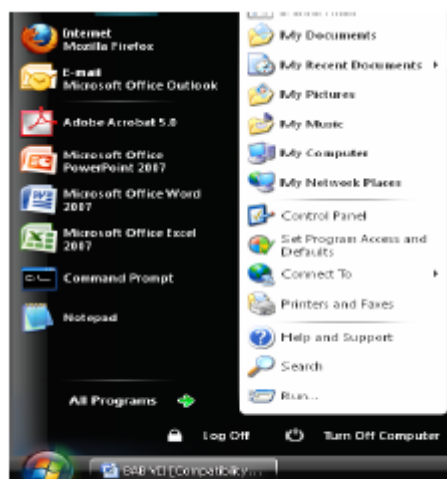 Internet
Mozilla Firefox
E-mail
Microsoft Office Outlook
Adobe Acrobat 5.0
Microsoft Office
PowerPoint 2007
Microsoft Office Word
2007
Microsoft Office Excel
2007
Command Prompt
Notepad
All Programs
My Documents
My Recent Documents
My Pictures
My Music
My Computer
My Network Places
Control Panel
Set Program Access and
Defaults
Connect To
Printers and Faxes
Help and Support
Search
Run...
Log Off
Turn Off Computer
[Compatibility...